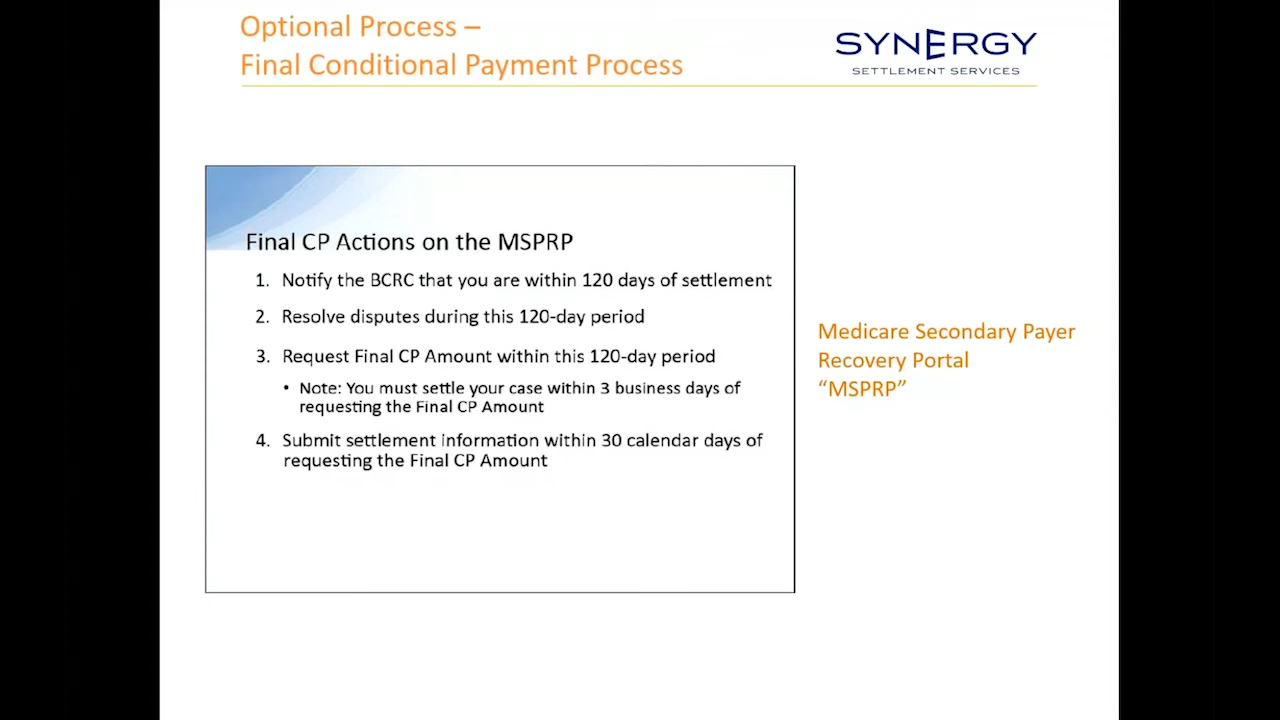 Optional Process –
Final Conditional Payment Process
SYNERGY
SETTLEMENT SERVICES
Final CP Actions on the MSPRP
1. Notify the BCRC that you are within 120 days of settlement
2. Resolve disputes during this 120-day period
3. Request Final CP Amount within this 120-day period
• Note: You must settle your case within 3 business days of
requesting the Final CP Amount
4. Submit settlement information within 30 calendar days of
requesting the Final CP Amount
Medicare Secondary Payer
Recovery Portal
“MSPRP”